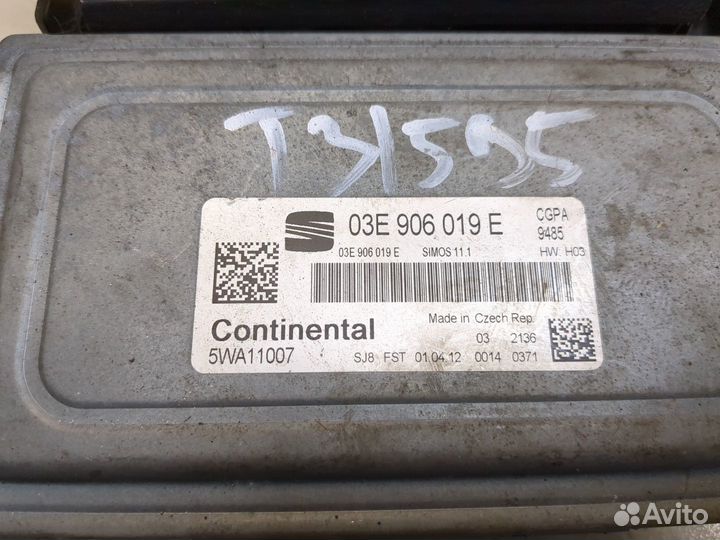 T31595
03E 906 019 E
CGPA
9485
03E 906 019 E SIMOS 11.1 HW: H03
Continental
5WA11007
Made in Czech Rep.
03 2136
SJ8 FST 01.04.12 0014 0371
Avito